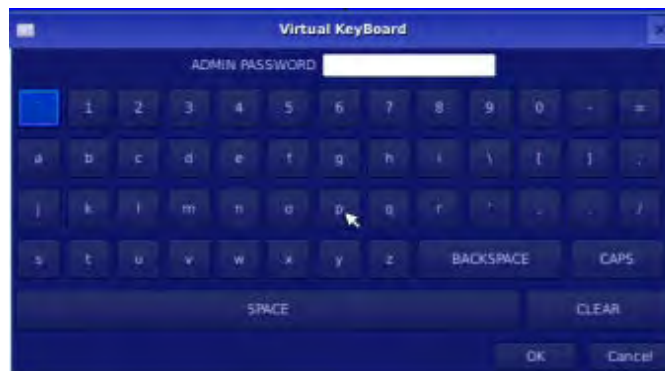 Virtual KeyBoard
ADMIN PASSWORD
` 1 2 3 4 5 6 7 8 9 0 - =
a b c d e f g h i \ [ ] ;
j k l m n o p q r ' , . /
s t u v w x y z BACKSPACE CAPS
SPACE CLEAR
OK Cancel